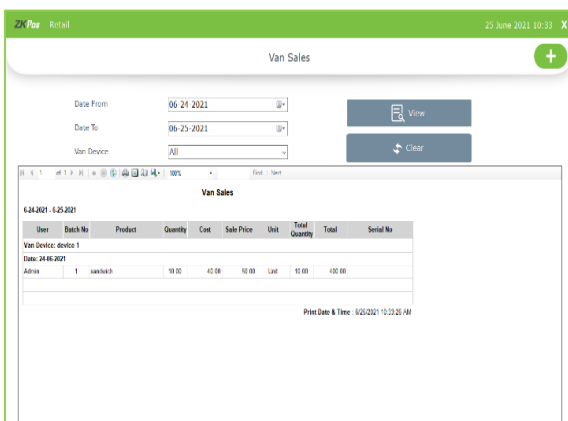 ZKPos Retail 25 June 2021 10:33 X
Van Sales
Date From 06-24-2021 View
Date To 06-25-2021
Van Device All Clear
1 of 1 100% Find | Next
Van Sales
6-24-2021 - 6-25-2021
User Batch No Product Quantity Cost Sale Price Unit Total Quantity Total Serial No
Van Device: device 1
Date: 24-06-2021
Admin 1 sandwich 10.00 40.00 50.00 Unit 10.00 400.00
Print Date & Time : 6/25/2021 10:33:26 AM